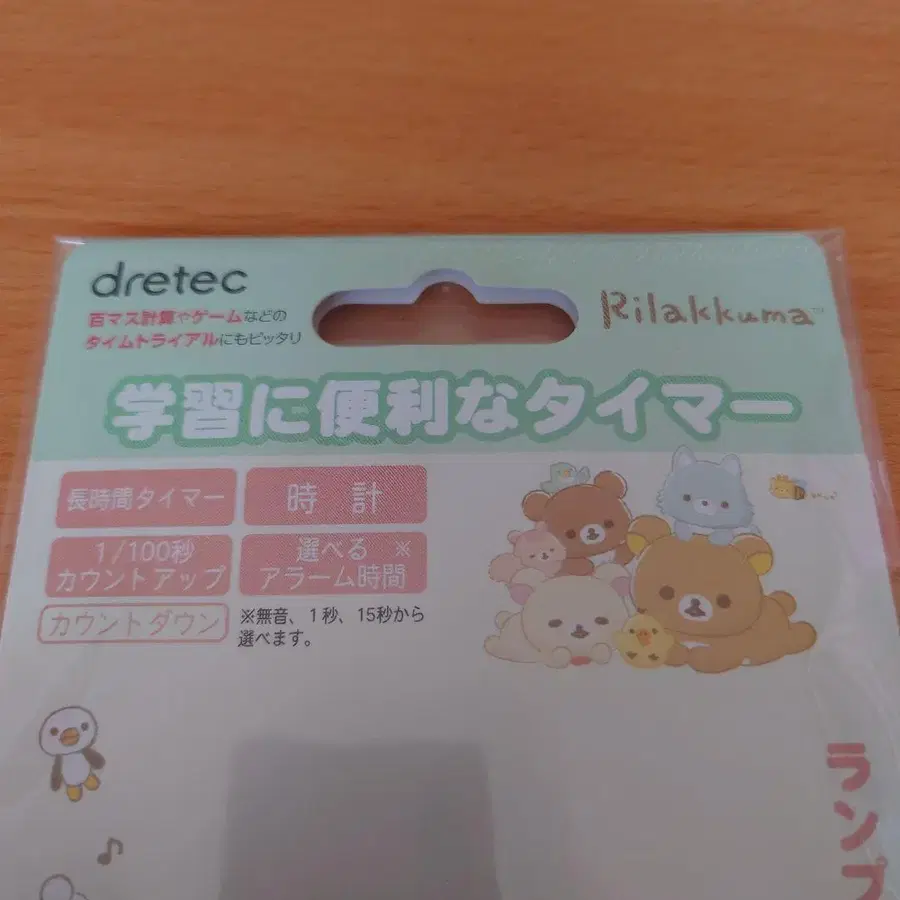 dretec
百マス計算やゲームなどの
タイムトライアルにもピッタリ
Rilakkuma™
学習に便利なタイマー
長時間タイマー
時 計
1/100秒
カウントアップ
選べる ※
アラーム時間
カウントダウン
※無音、1秒、15秒から
選べます。
ランプ